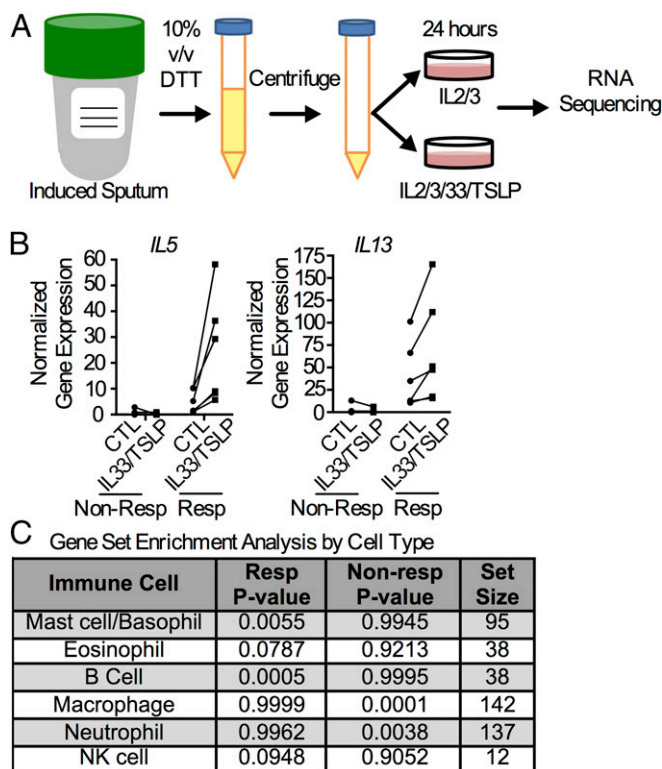 A
10%
v/v
DTT
Centrifuge
24 hours
IL2/3
IL2/3/33/TSLP
RNA
Sequencing
Induced Sputum
B
IL5
Normalized
Gene Expression
60
50
40
30
20
10
0
CTL
IL33/TSLP
CTL
IL33/TSLP
Non-Resp
Resp
IL13
Normalized
Gene Expression
175
150
125
100
75
50
25
0
CTL
IL33/TSLP
CTL
IL33/TSLP
Non-Resp
Resp
C Gene Set Enrichment Analysis by Cell Type
Immune Cell Resp P-value Non-resp P-value Set Size
Mast cell/Basophil 0.0055 0.9945 95
Eosinophil 0.0787 0.9213 38
B Cell 0.0005 0.9995 38
Macrophage 0.9999 0.0001 142
Neutrophil 0.9962 0.0038 137
NK cell 0.0948 0.9052 12